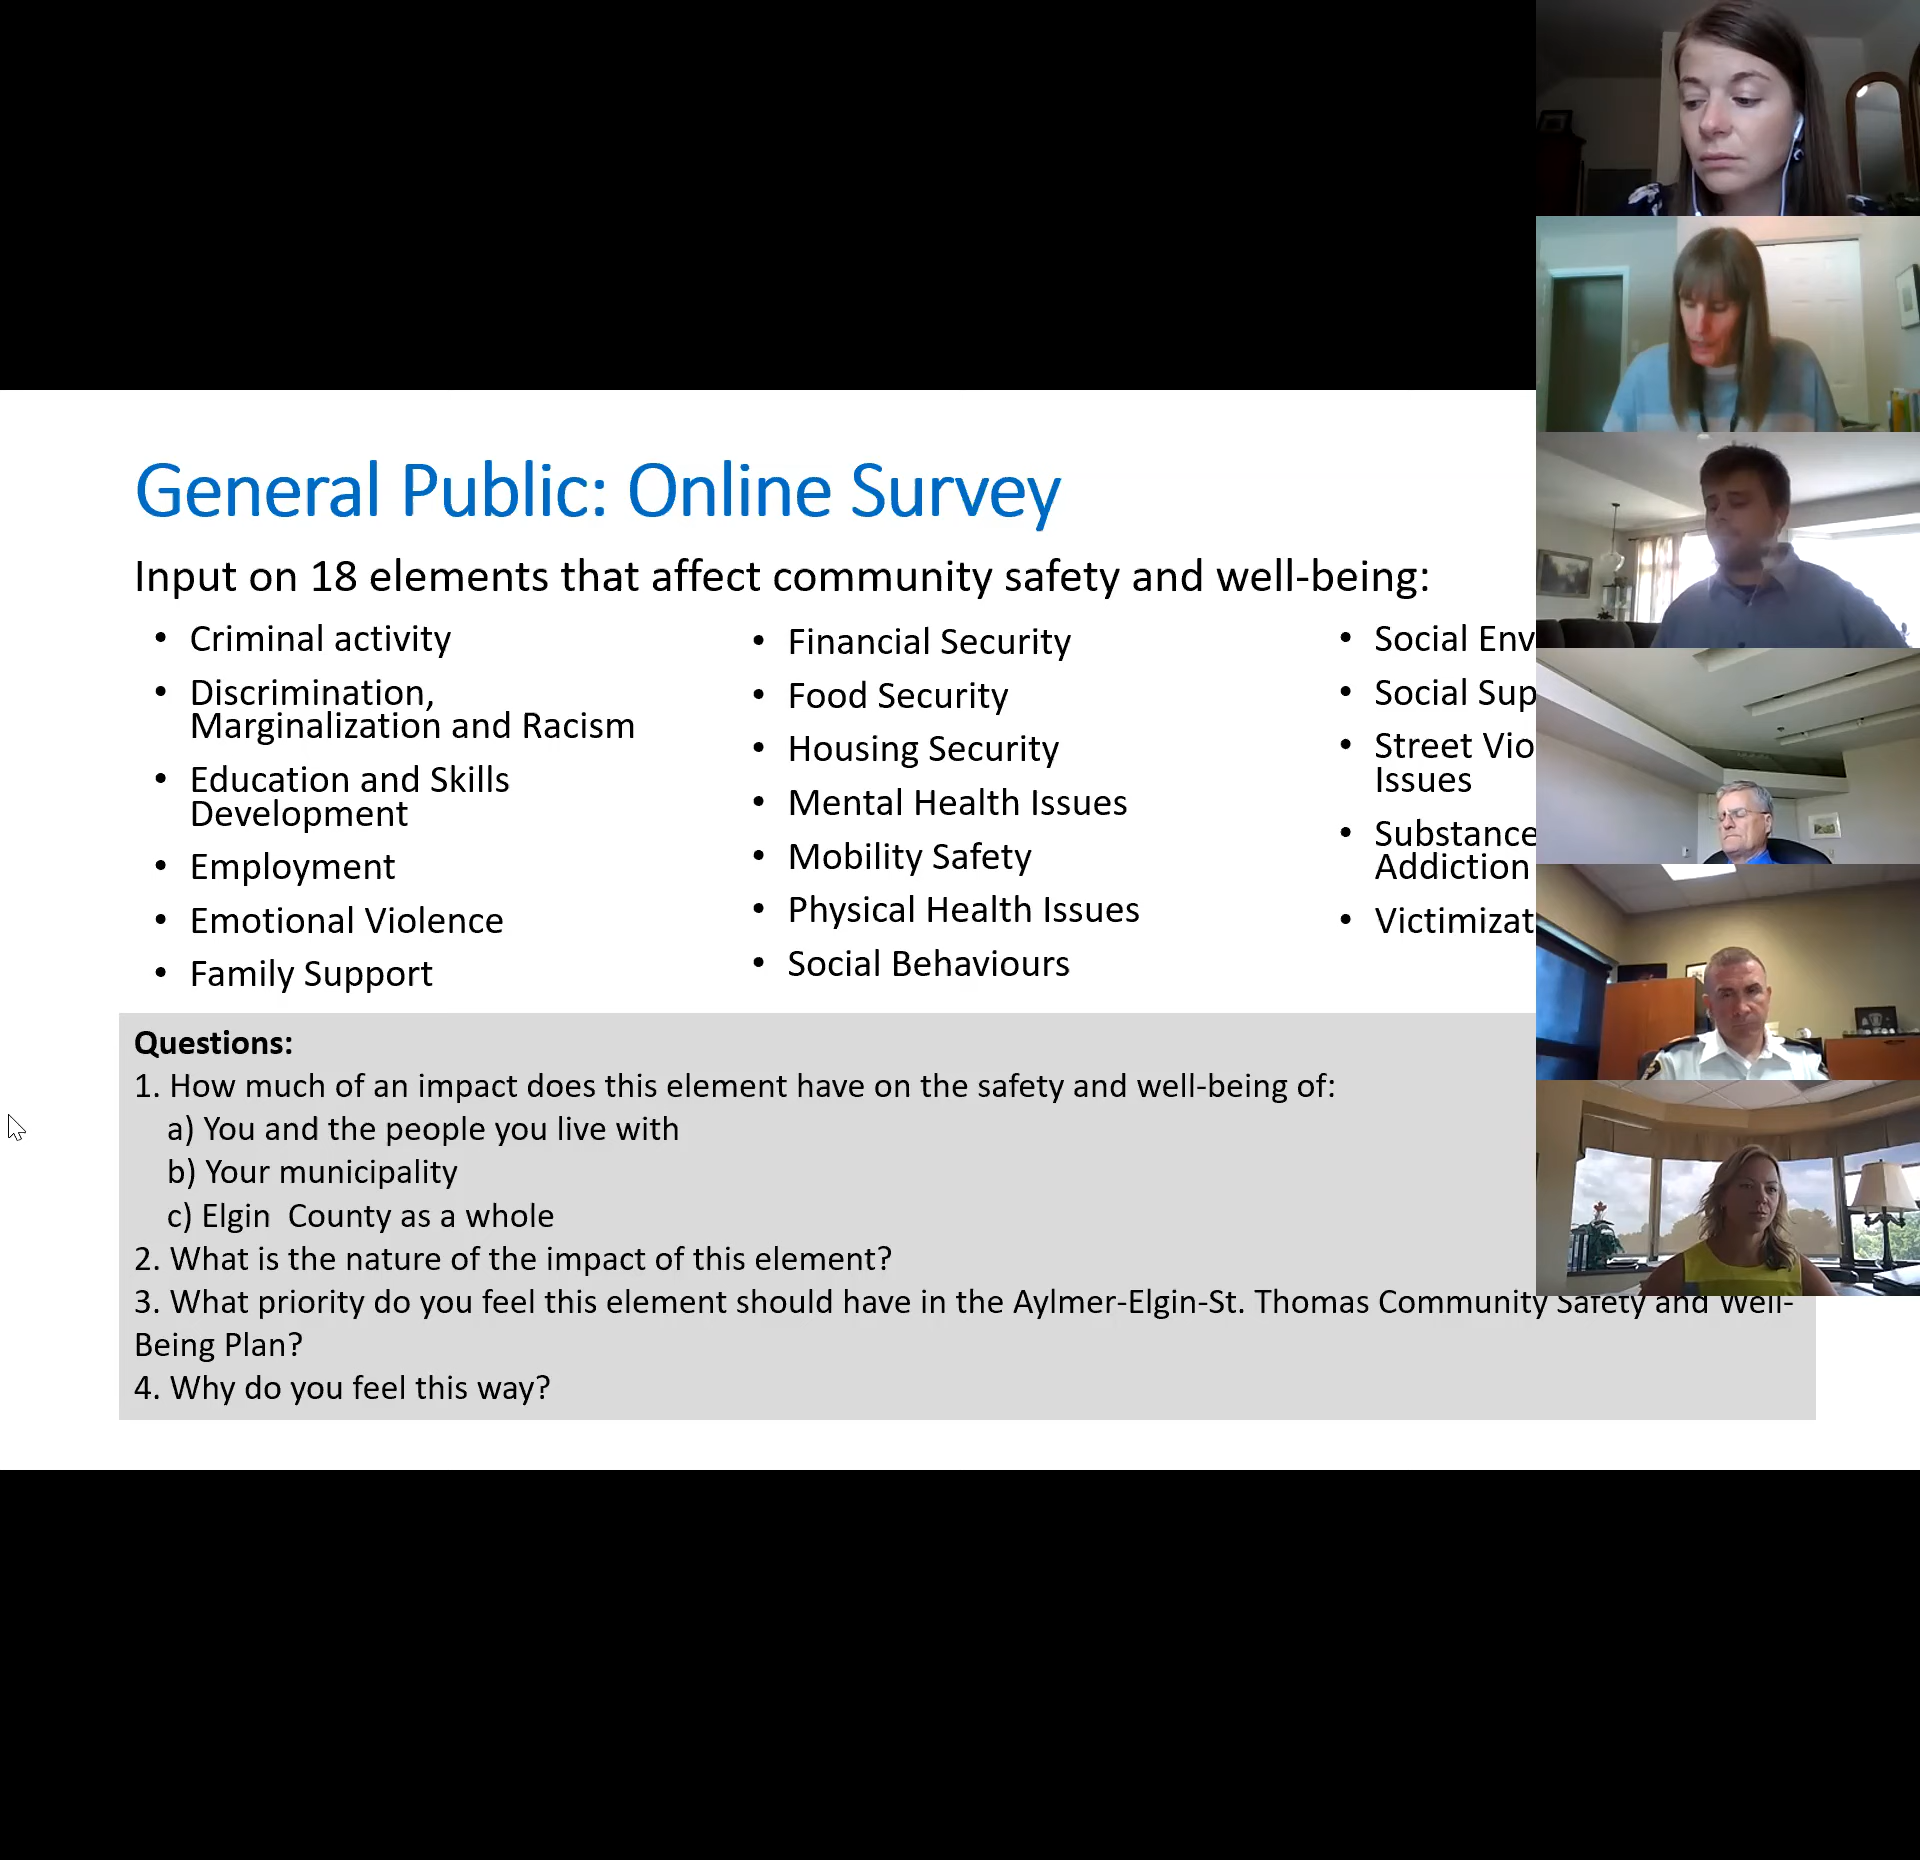 General Public: Online Survey
Input on 18 elements that affect community safety and well-being:
• Criminal activity
• Discrimination,
Marginalization and Racism
• Education and Skills
Development
• Employment
• Emotional Violence
• Family Support
• Financial Security
• Food Security
• Housing Security
• Mental Health Issues
• Mobility Safety
• Physical Health Issues
• Social Behaviours
• Social Env
• Social Sup
• Street Vio
Issues
• Substance
Addiction
• Victimizat
Questions:
1. How much of an impact does this element have on the safety and well-being of:
a) You and the people you live with
b) Your municipality
c) Elgin  County as a whole
2. What is the nature of the impact of this element?
3. What priority do you feel this element should have in the Aylmer-Elgin-St. Thomas Community Safety and Well-
Being Plan?
4. Why do you feel this way?